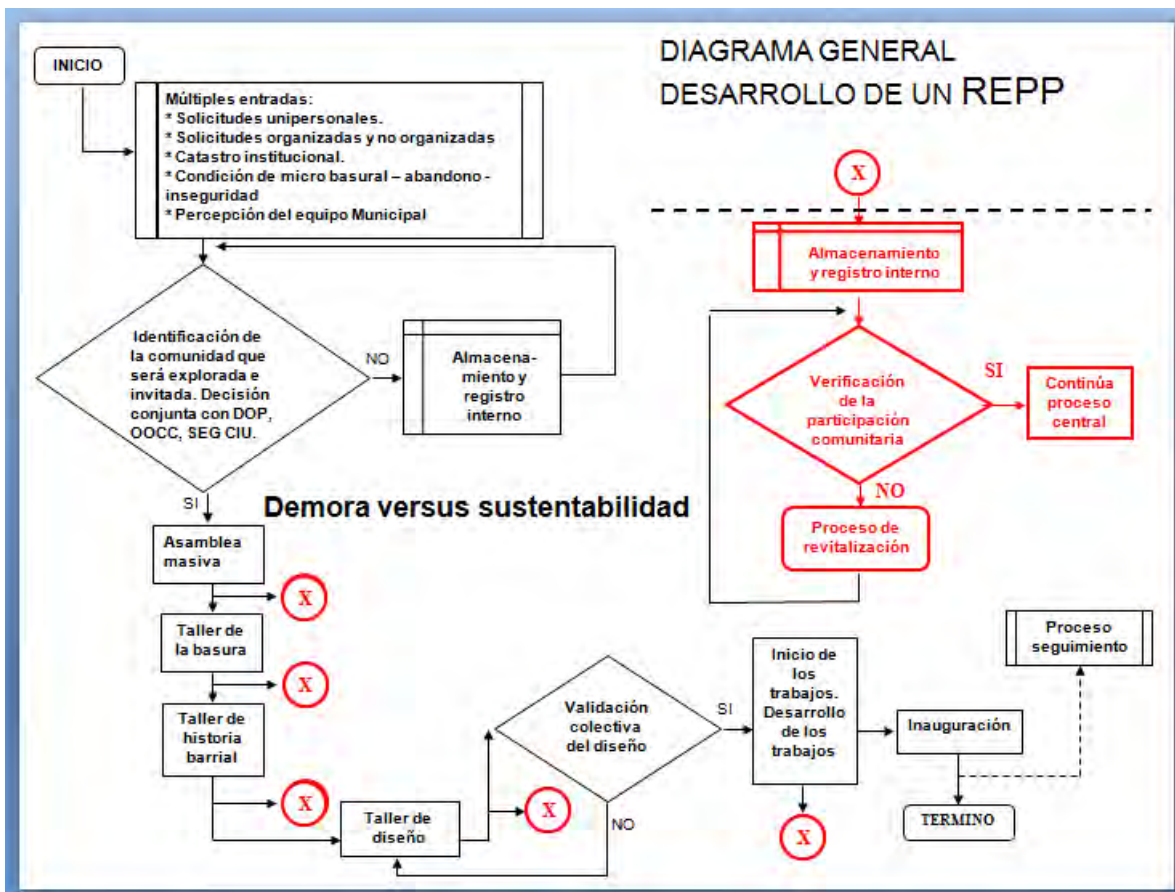 DIAGRAMA GENERAL
DESARROLLO DE UN REPP
INICIO
Múltiples entradas:
* Solicitudes unipersonales.
* Solicitudes organizadas y no organizadas
* Catastro institucional.
* Condición de micro basural – abandono -
inseguridad
* Percepción del equipo Municipal
Identificación de
la comunidad que
será explorada e
invitada. Decisión
conjunta con DOP,
OOCC, SEG CIU.
NO
Almacena-
miento y
registro
interno
SI
X
Almacenamiento
y registro interno
Verificación
de la
participación
comunitaria
SI
Continúa
proceso
central
NO
Proceso de
revitalización
Demora versus sustentabilidad
Asamblea
masiva
X
Taller de
la basura
X
Taller de
historia
barrial
X
Taller de
diseño
X
Validación
colectiva
del diseño
NO
SI
Inicio de
los
trabajos.
Desarrollo
de los
trabajos
X
Inauguración
Proceso
seguimiento
TERMINO